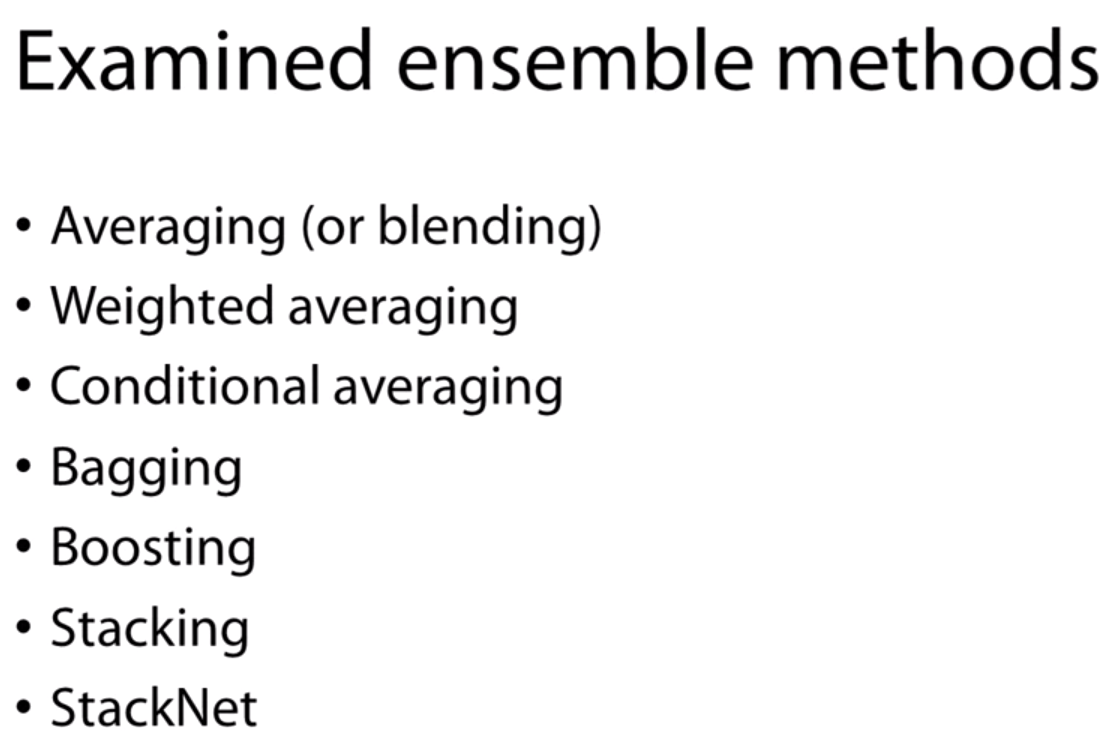 Examined ensemble methods
• Averaging (or blending)
• Weighted averaging
• Conditional averaging
• Bagging
• Boosting
• Stacking
• StackNet